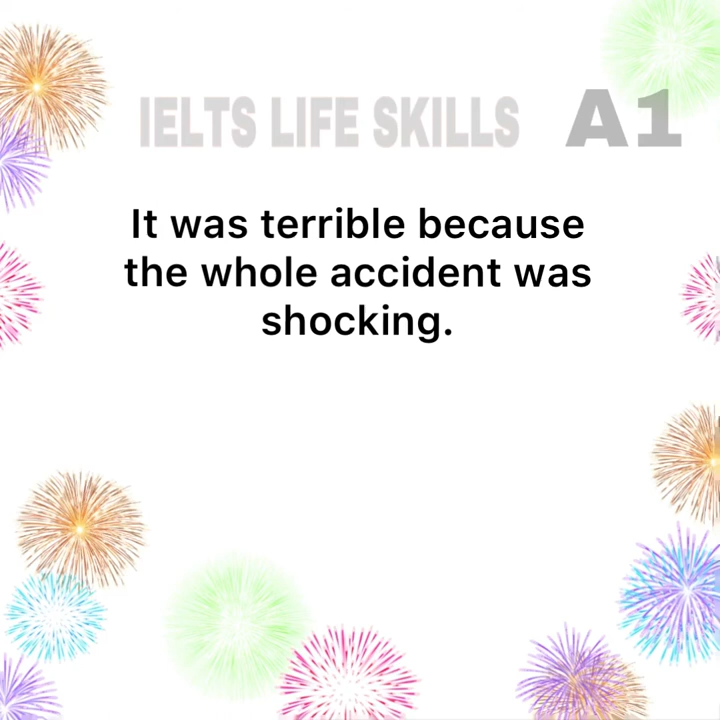 IELTS LIFE SKILLS A1
It was terrible because
the whole accident was
shocking.